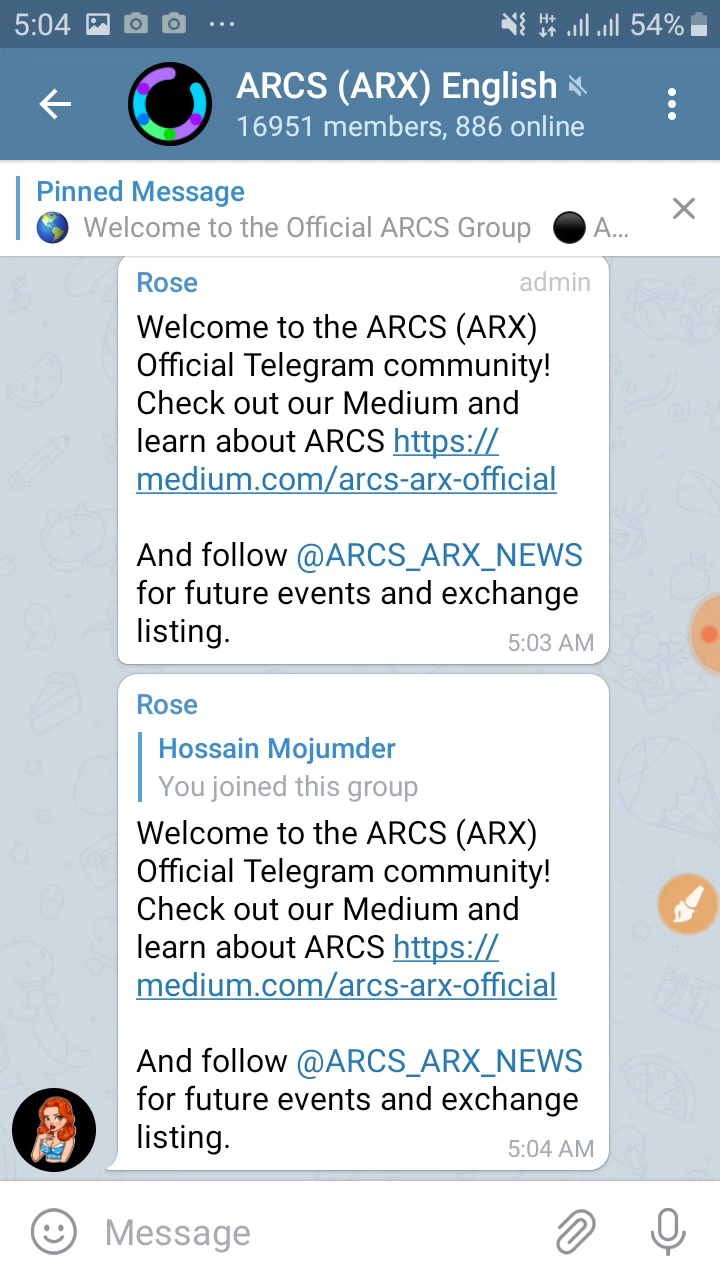 5:04 ... H+ 54%
ARCS (ARX) English
16951 members, 886 online
Pinned Message
🌎 Welcome to the Official ARCS Group ⚫ A...
Rose admin
Welcome to the ARCS (ARX)
Official Telegram community!
Check out our Medium and
learn about ARCS https://
medium.com/arcs-arx-official
And follow @ARCS_ARX_NEWS
for future events and exchange
listing. 5:03 AM
Rose
Hossain Mojumder
You joined this group
Welcome to the ARCS (ARX)
Official Telegram community!
Check out our Medium and
learn about ARCS https://
medium.com/arcs-arx-official
And follow @ARCS_ARX_NEWS
for future events and exchange
listing. 5:04 AM
Message